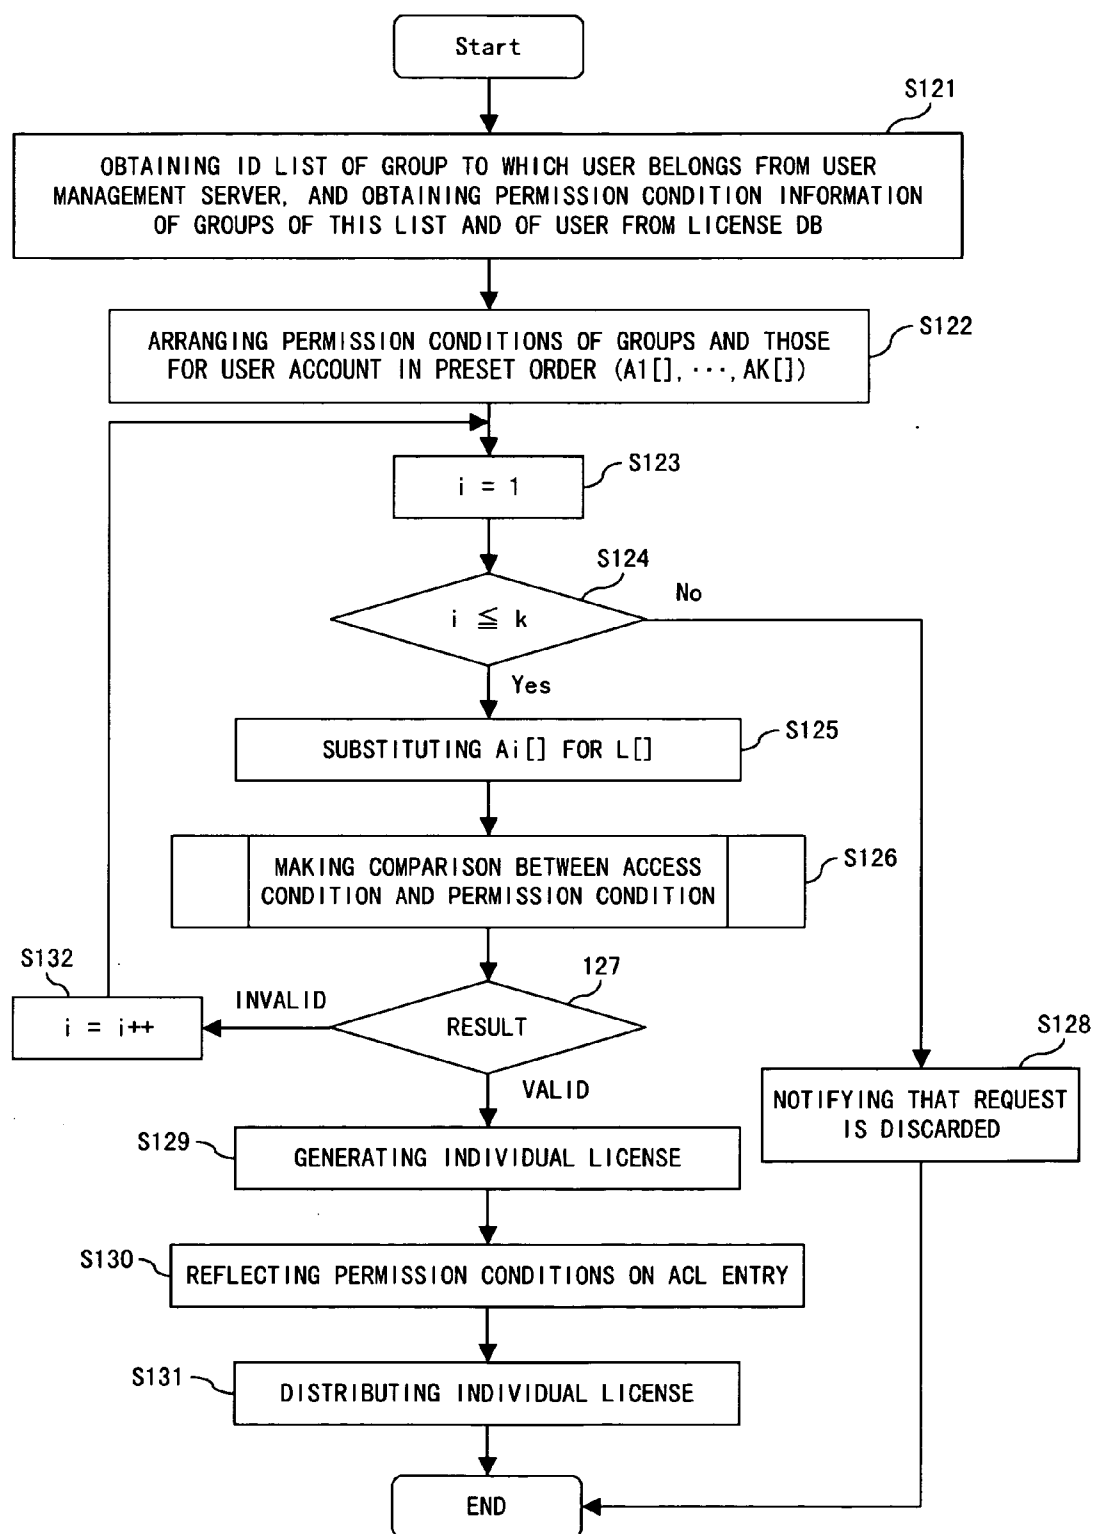 Start
S121
OBTAINING ID LIST OF GROUP TO WHICH USER BELONGS FROM USER
MANAGEMENT SERVER, AND OBTAINING PERMISSION CONDITION INFORMATION
OF GROUPS OF THIS LIST AND OF USER FROM LICENSE DB
S122
ARRANGING PERMISSION CONDITIONS OF GROUPS AND THOSE
FOR USER ACCOUNT IN PRESET ORDER (A1[],···,AK[])
S123
i = 1
S124
i ≦ k
No
Yes
S125
SUBSTITUTING Ai[] FOR L[]
S126
MAKING COMPARISON BETWEEN ACCESS
CONDITION AND PERMISSION CONDITION
S132
i = i++
INVALID
127
RESULT
VALID
S128
NOTIFYING THAT REQUEST
IS DISCARDED
S129
GENERATING INDIVIDUAL LICENSE
S130
REFLECTING PERMISSION CONDITIONS ON ACL ENTRY
S131
DISTRIBUTING INDIVIDUAL LICENSE
END